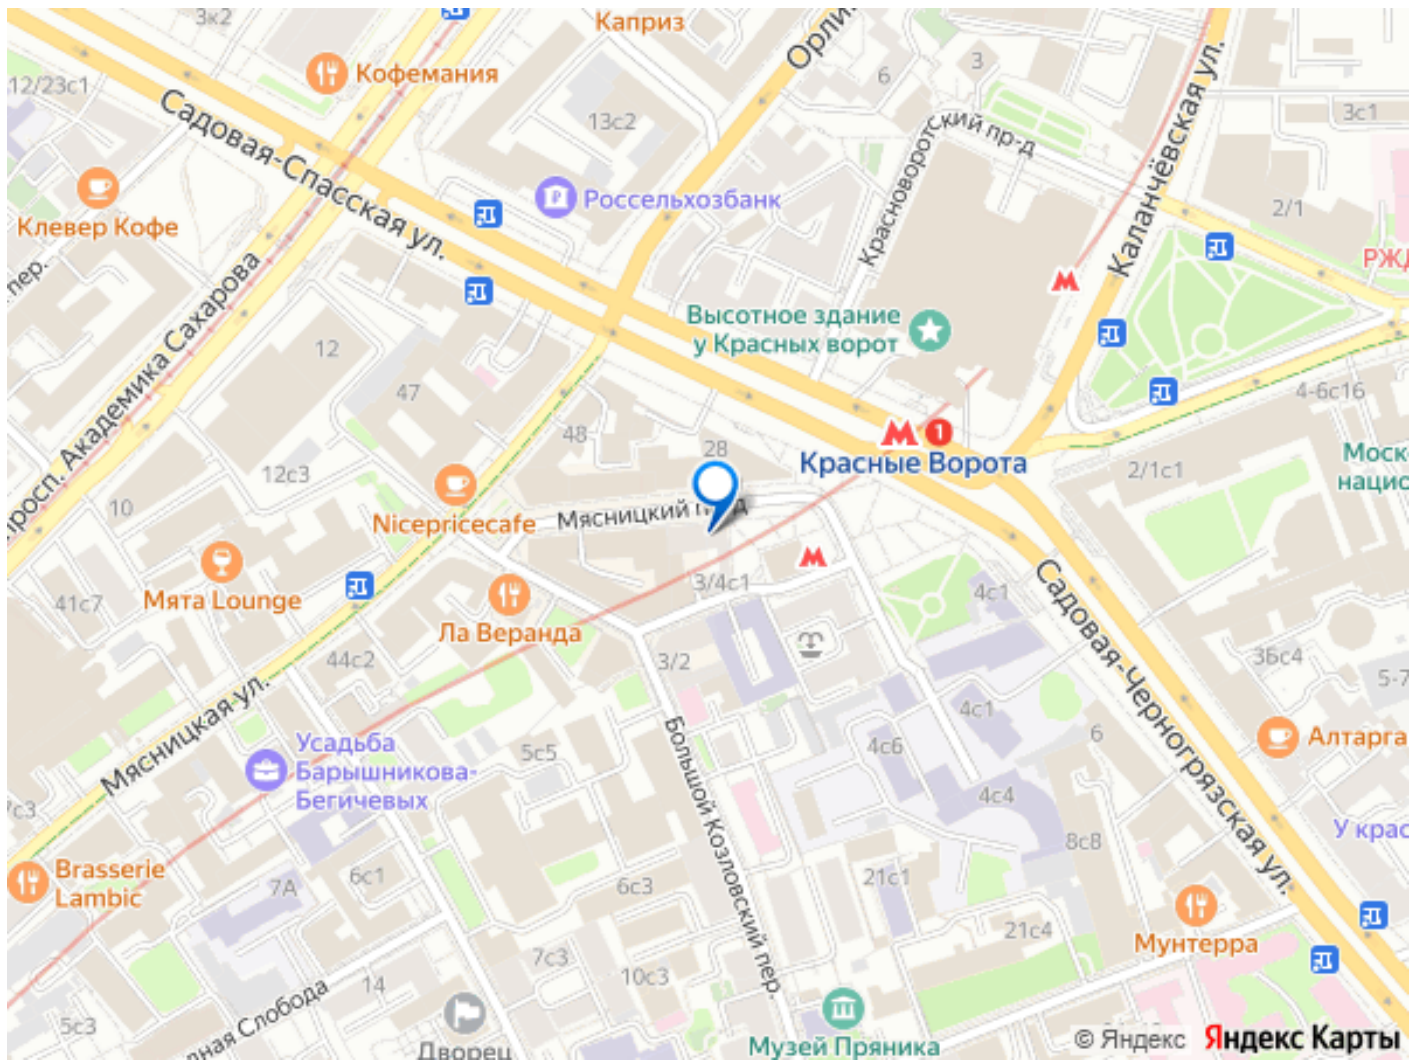 3к2
Каприз
Орли
Кофемания
12/23с1
6
3
Каланчёвская ул.
3с1
13с2
Садовая-Спасская ул.
Красноворотский пр-д
Россельхозбанк
Клевер Кофе
2/1
РЖД
пер.
просп. Академика Сахарова
Высотное здание
у Красных ворот
12
47
4-6с16
48
28
1
Красные Ворота
2/1с1
Моск
нацио
12с3
10
Nicepricecafe
Мясницкий
Мята Lounge
41с7
3/4с1
4с1
Ла Веранда
44с2
3/2
Садовая-Черногрязская ул.
3Бс4
5-7
Мясницкая ул.
4с1
Усадьба
Барышникова-
Бегичевых
5с5
4с6
6
Алтарга
Большой Козловский пер.
7с3
4с4
8с8
У крас
Brasserie
Lambic
7А
6с1
6с3
21с1
Мунтерра
21с4
7с3
10с3
14
5с3
ная Слобода
Дворец
Музей Пряника
© Яндекс Яндекс Карты